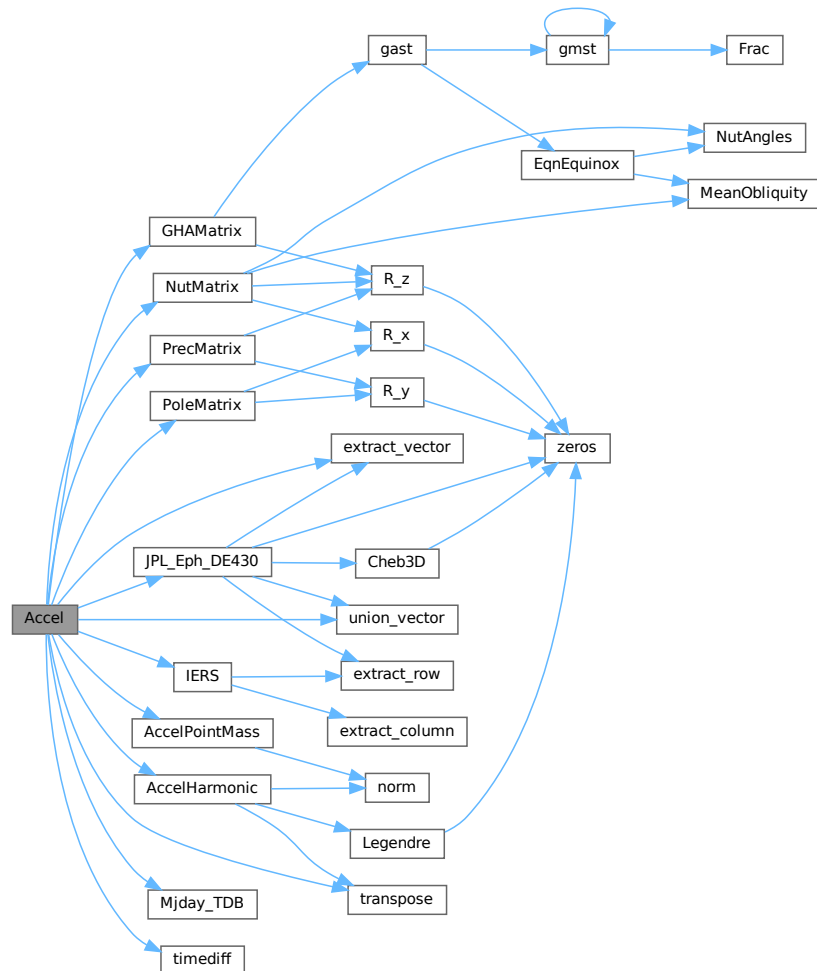 gast
gmst
Frac
NutAngles
EqnEquinox
MeanObliquity
GHAMatrix
R_z
NutMatrix
R_x
PrecMatrix
R_y
PoleMatrix
extract_vector
zeros
JPL_Eph_DE430
Cheb3D
Accel
union_vector
IERS
extract_row
AccelPointMass
extract_column
AccelHarmonic
norm
Legendre
Mjday_TDB
transpose
timediff